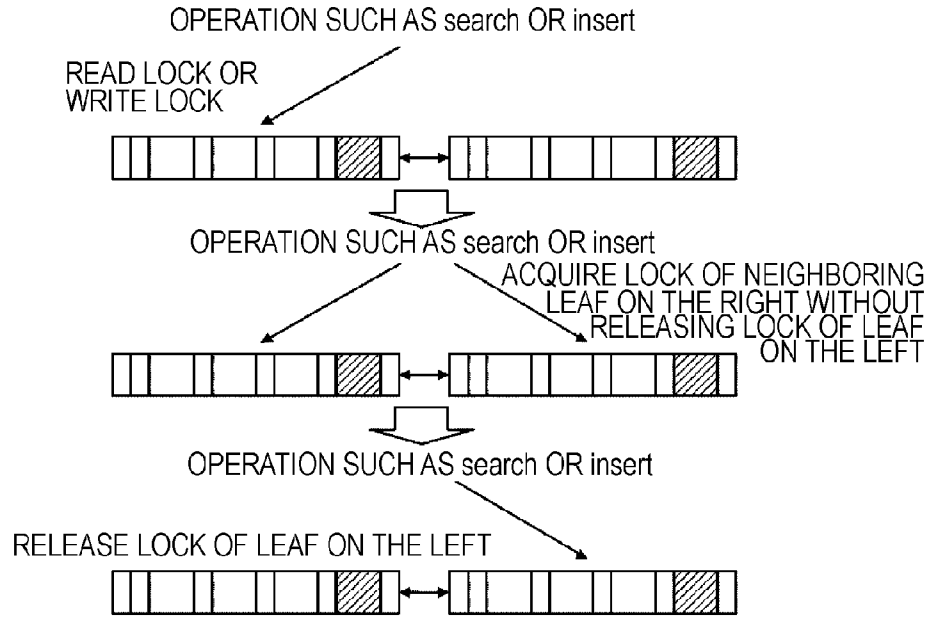 OPERATION SUCH AS search OR insert
READ LOCK OR
WRITE LOCK
OPERATION SUCH AS search OR insert
ACQUIRE LOCK OF NEIGHBORING
LEAF ON THE RIGHT WITHOUT
RELEASING LOCK OF LEAF
ON THE LEFT
OPERATION SUCH AS search OR insert
RELEASE LOCK OF LEAF ON THE LEFT